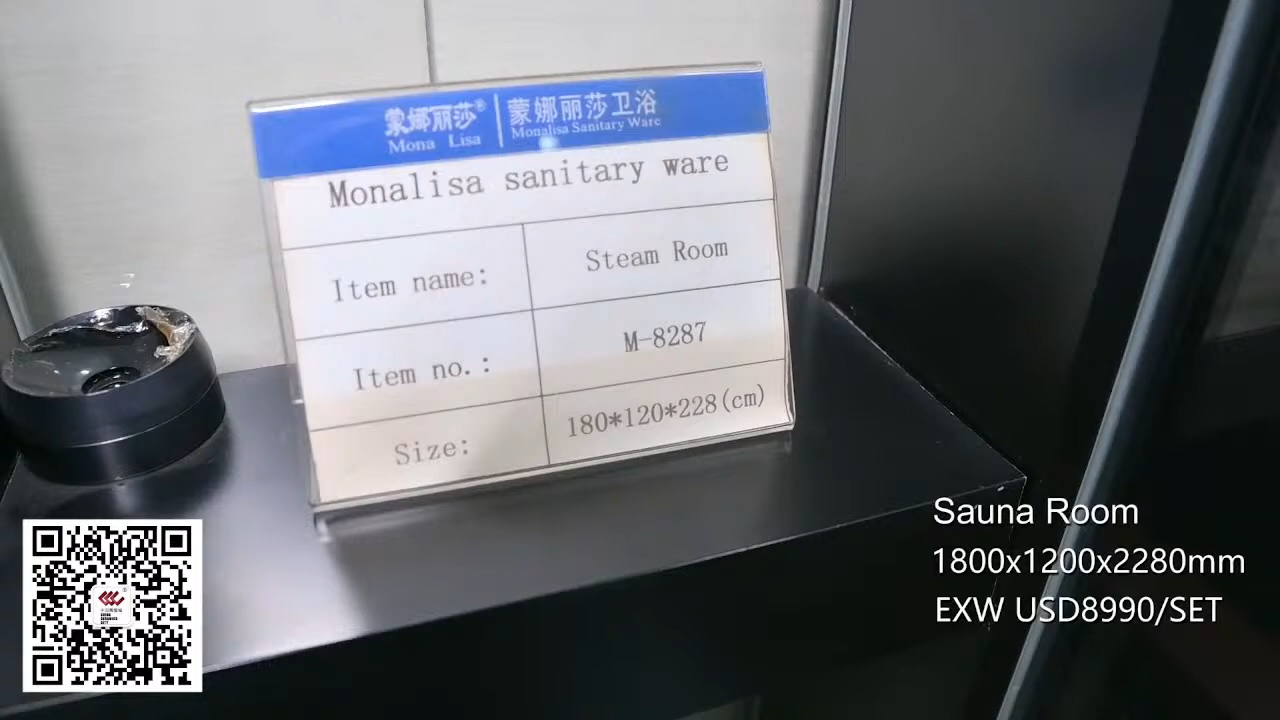 蒙娜丽莎® 蒙娜丽莎卫浴
Mona Lisa Monalisa Sanitary Ware
Monalisa sanitary ware
Item name: Steam Room
Item no.: M-8287
Size: 180*120*228(cm)
Sauna Room
1800x1200x2280mm
EXW USD8990/SET